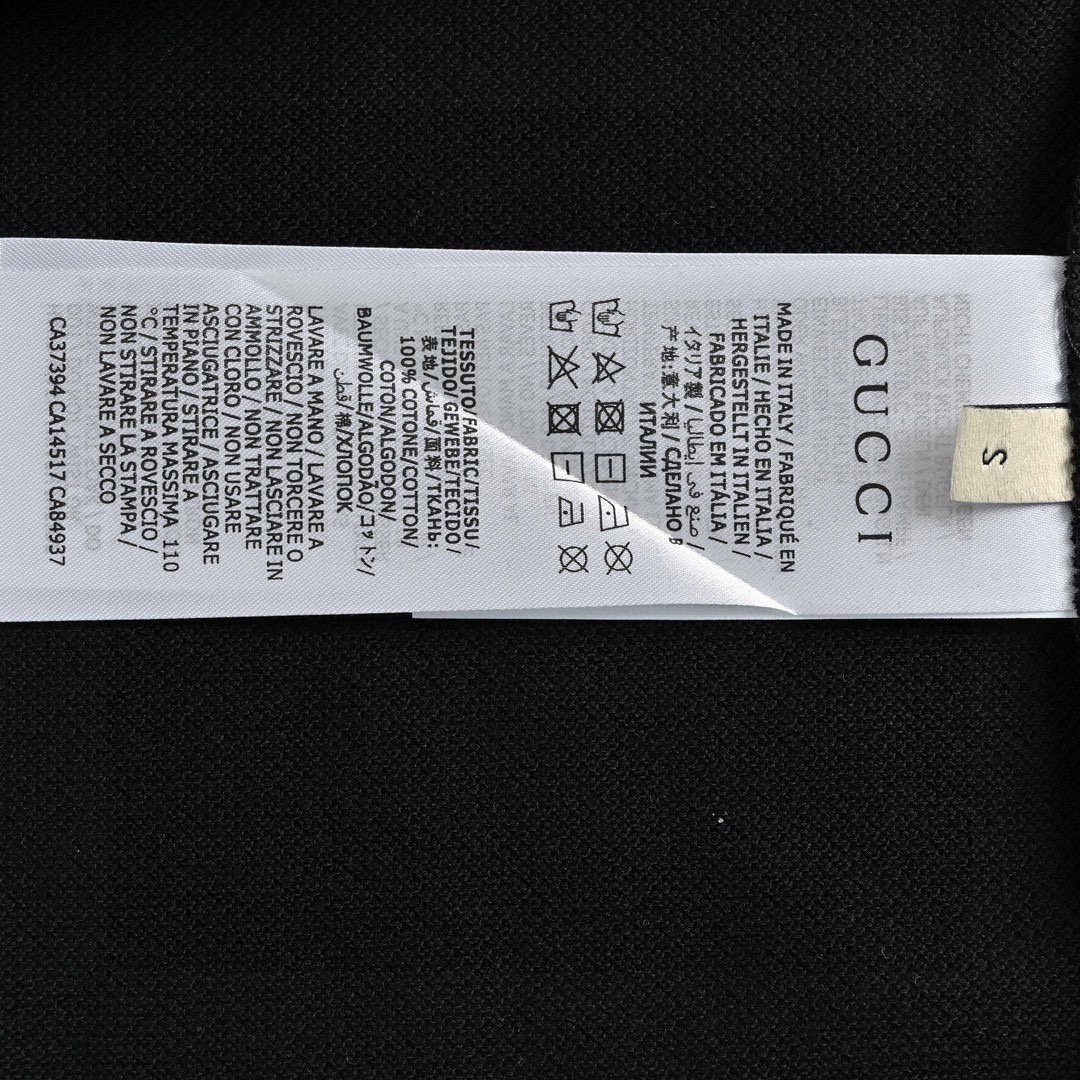 GUCCI
S
MADE IN ITALY / FABRIQUÉ EN
ITALIE / HECHO EN ITALIA /
HERGESTELLT IN ITALIEN /
FABRICADO EM ITÁLIA /
イタリア製 / صنع في إيطاليا /
产地:意大利 / СДЕЛАНО В
ИТАЛИИ
TESSUTO/FABRIC/TISSU/
TEJIDO/GEWEBE/TECIDO/
表地/قماش/面料/ТКАНЬ:
100% COTONE/COTTON/
COTON/ALGODON/
BAUMWOLLE/ALGODÃO/コットン/
قطن/棉/ХЛОПОК
LAVARE A MANO / LAVARE A
ROVESCIO / NON TORCERE O
STRIZZARE / NON LASCIARE IN
AMMOLLO / NON TRATTARE
CON CLORO / NON USARE
ASCIUGATRICE / ASCIUGARE
IN PIANO / STIRARE A
TEMPERATURA MASSIMA 110
°C / STIRARE A ROVESCIO /
NON STIRARE LA STAMPA /
NON LAVARE A SECCO
CA37394 CA145517 CA84937